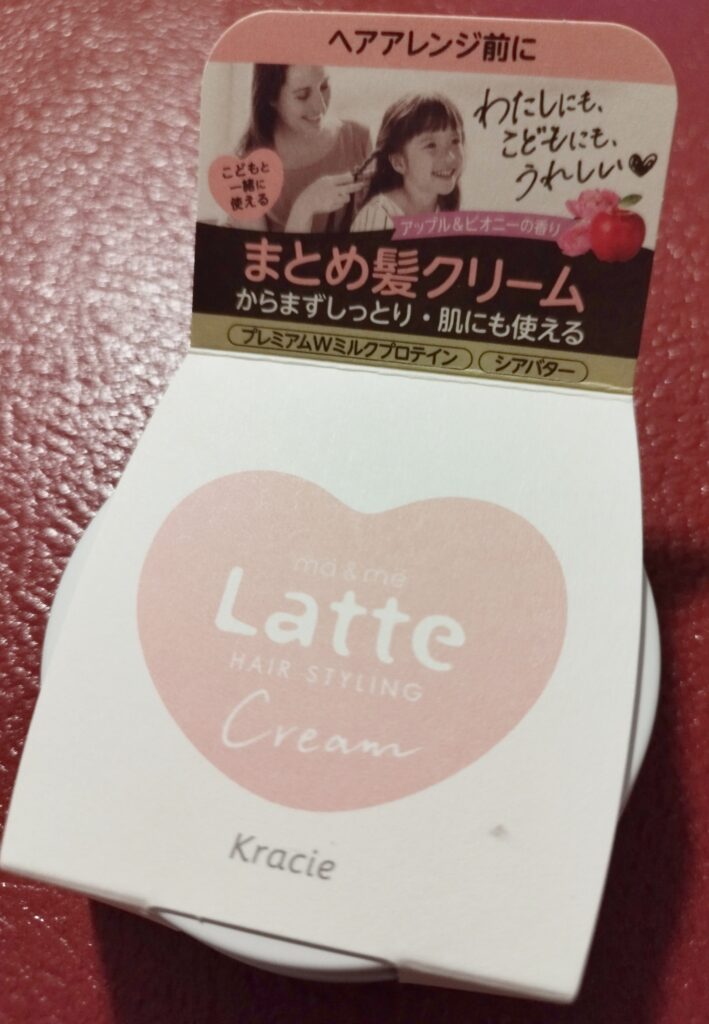 ヘアアレンジ前に
わたしにも、
こどもにも、
うれしい♥
こどもと
一緒に
使える
アップル&ピオニーの香り
まとめ髪クリーム
からまずしっとり・肌にも使える
プレミアムWミルクプロテイン
シアバター
ma & me
Latte
HAIR STYLING
Cream
Kracie